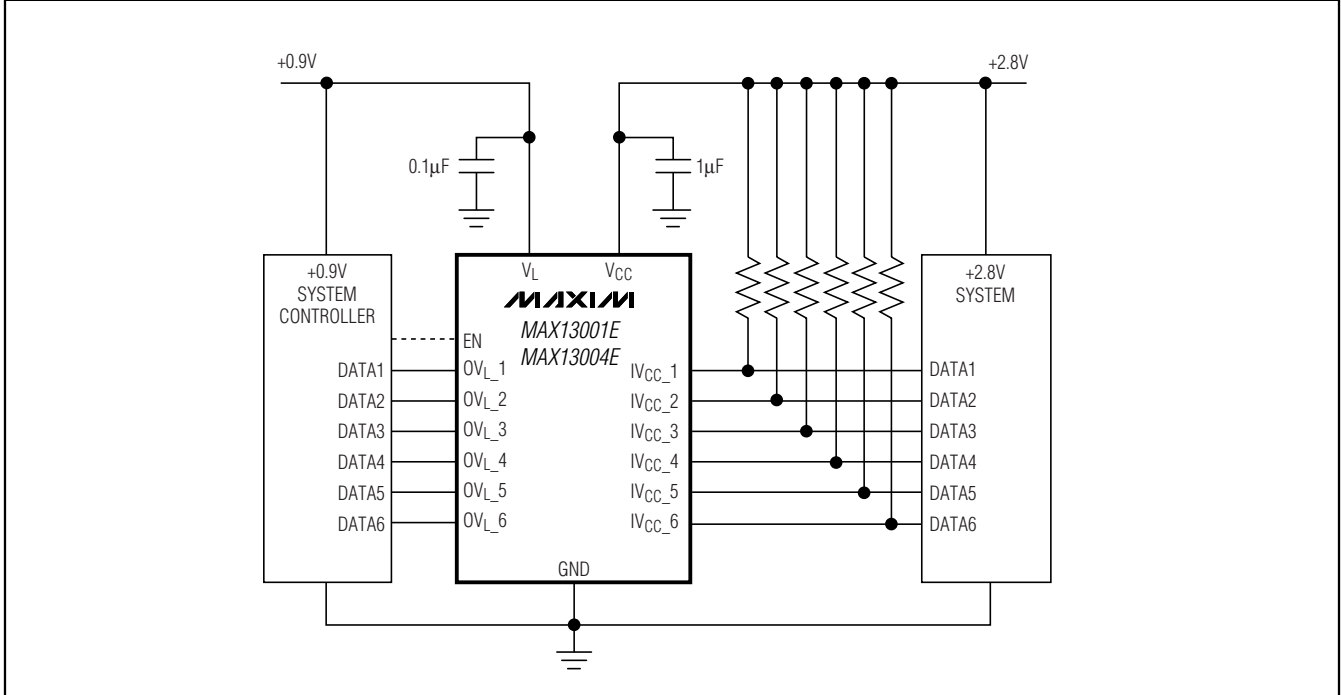 +0.9V
+2.8V
0.1µF
1µF
+0.9V
SYSTEM
CONTROLLER
VL
VCC
+2.8V
SYSTEM
MAXIM
MAX13001E
MAX13004E
EN
DATA1
OVL_1
IVCC_1
DATA1
DATA2
OVL_2
IVCC_2
DATA2
DATA3
OVL_3
IVCC_3
DATA3
DATA4
OVL_4
IVCC_4
DATA4
DATA5
OVL_5
IVCC_5
DATA5
DATA6
OVL_6
IVCC_6
DATA6
GND